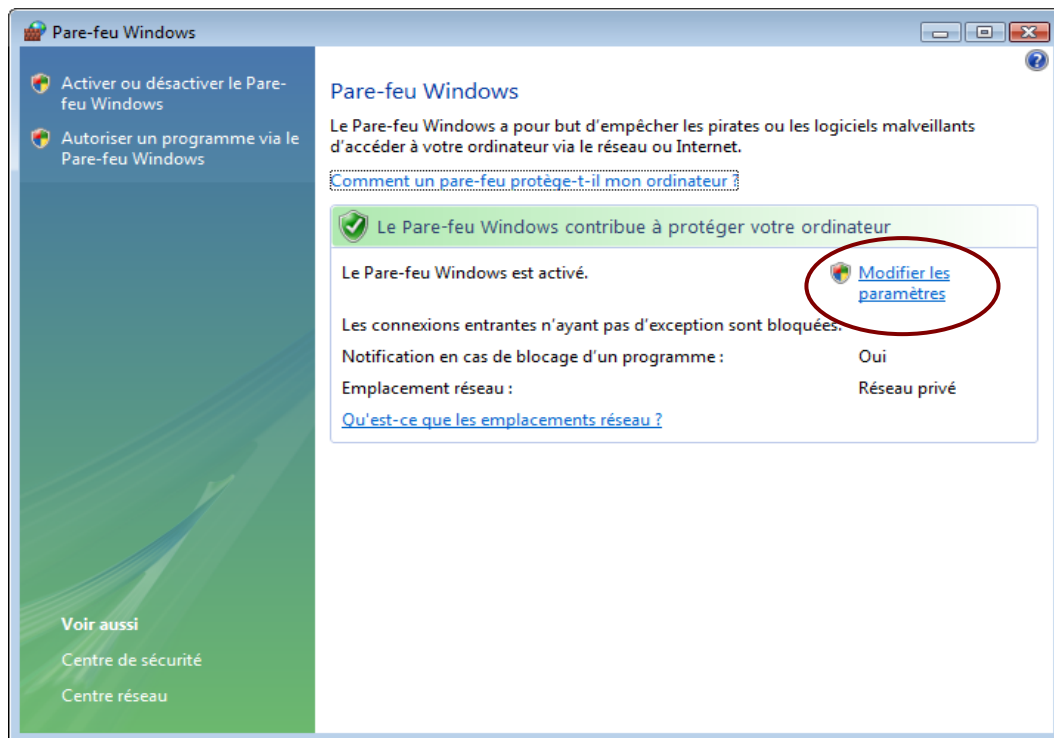 Pare-feu Windows
Activer ou désactiver le Pare-
feu Windows
Autoriser un programme via le
Pare-feu Windows
Voir aussi
Centre de sécurité
Centre réseau
Pare-feu Windows
Le Pare-feu Windows a pour but d'empêcher les pirates ou les logiciels malveillants
d'accéder à votre ordinateur via le réseau ou Internet.
Comment un pare-feu protège-t-il mon ordinateur ?
Le Pare-feu Windows contribue à protéger votre ordinateur
Le Pare-feu Windows est activé.
Modifier les
paramètres
Les connexions entrantes n'ayant pas d'exception sont bloquées.
Notification en cas de blocage d'un programme : Oui
Emplacement réseau : Réseau privé
Qu'est-ce que les emplacements réseau ?